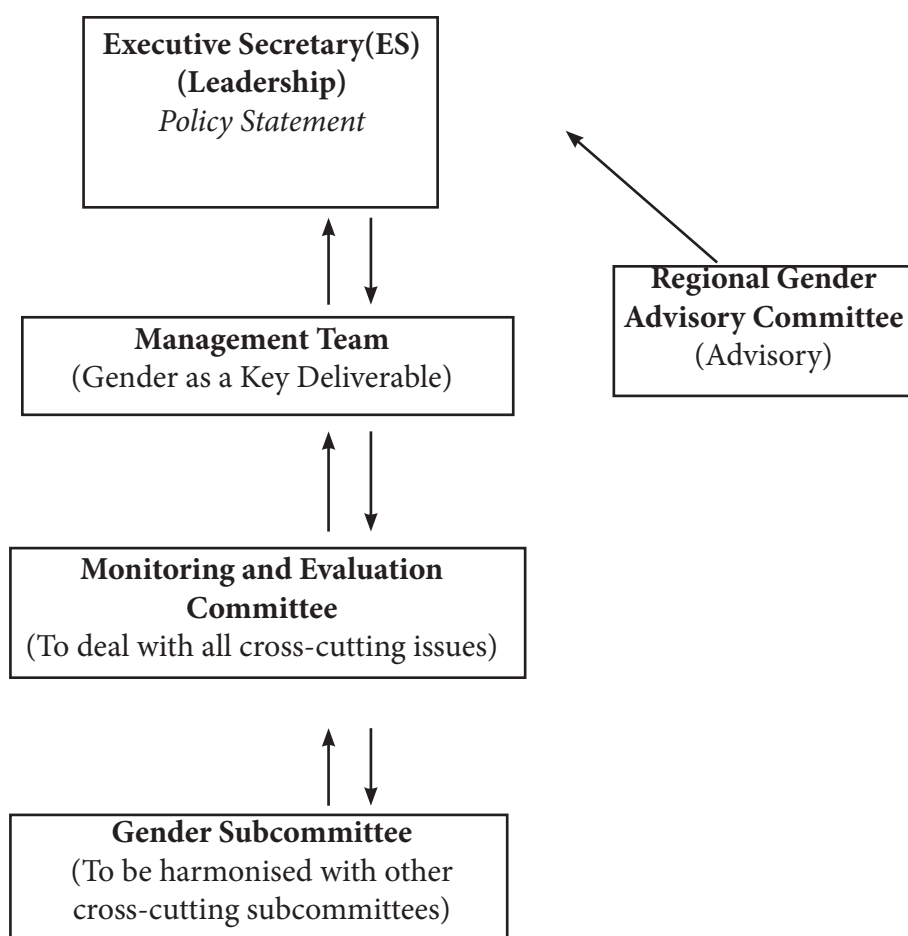 Executive Secretary(ES)
(Leadership)
Policy Statement
Regional Gender
Advisory Committee
(Advisory)
Management Team
(Gender as a Key Deliverable)
Monitoring and Evaluation
Committee
(To deal with all cross-cutting issues)
Gender Subcommittee
(To be harmonised with other
cross-cutting subcommittees)